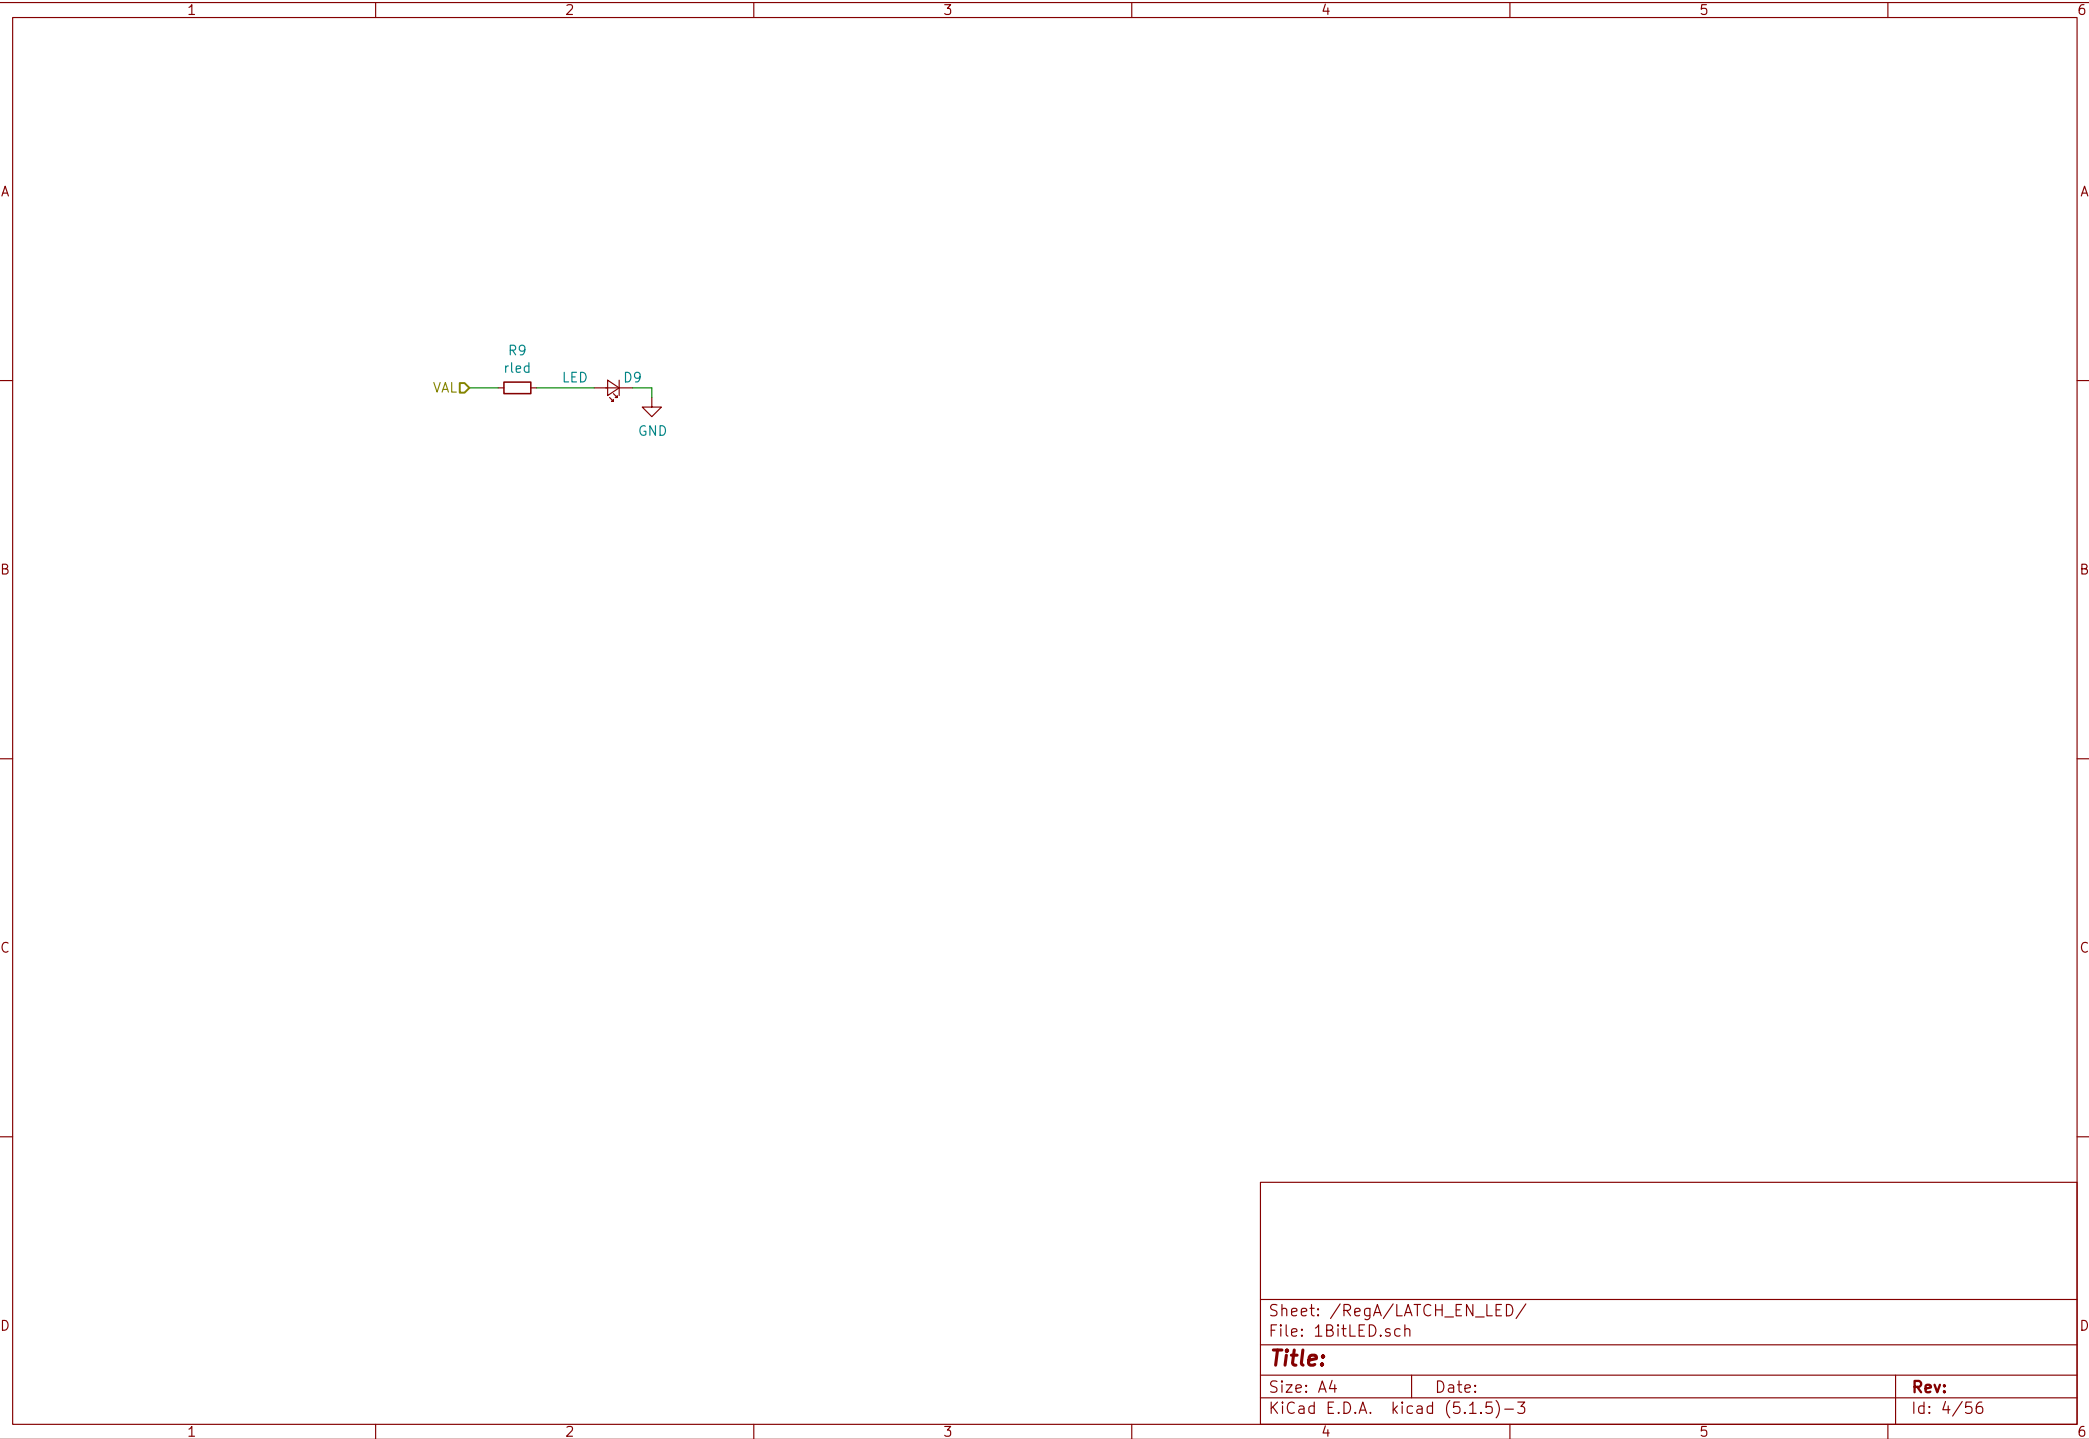 1 2 3 4 5 6
A A
R9
rled
VAL LED D9
GND
B B
C C
Sheet: /RegA/LATCH_EN_LED/
File: 1BitLED.sch
D D
Title:
Size: A4 Date: Rev:
KiCad E.D.A. kicad (5.1.5)-3 Id: 4/56
1 2 3 4 5 6